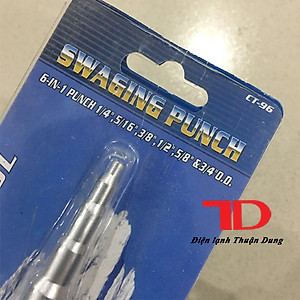 SWAGING PUNCH
CT-96
6-IN-1 PUNCH 1/4",5/16",3/8",1/2",5/8" & 3/4"O.D.
TD
Điện lạnh Thuận Dung